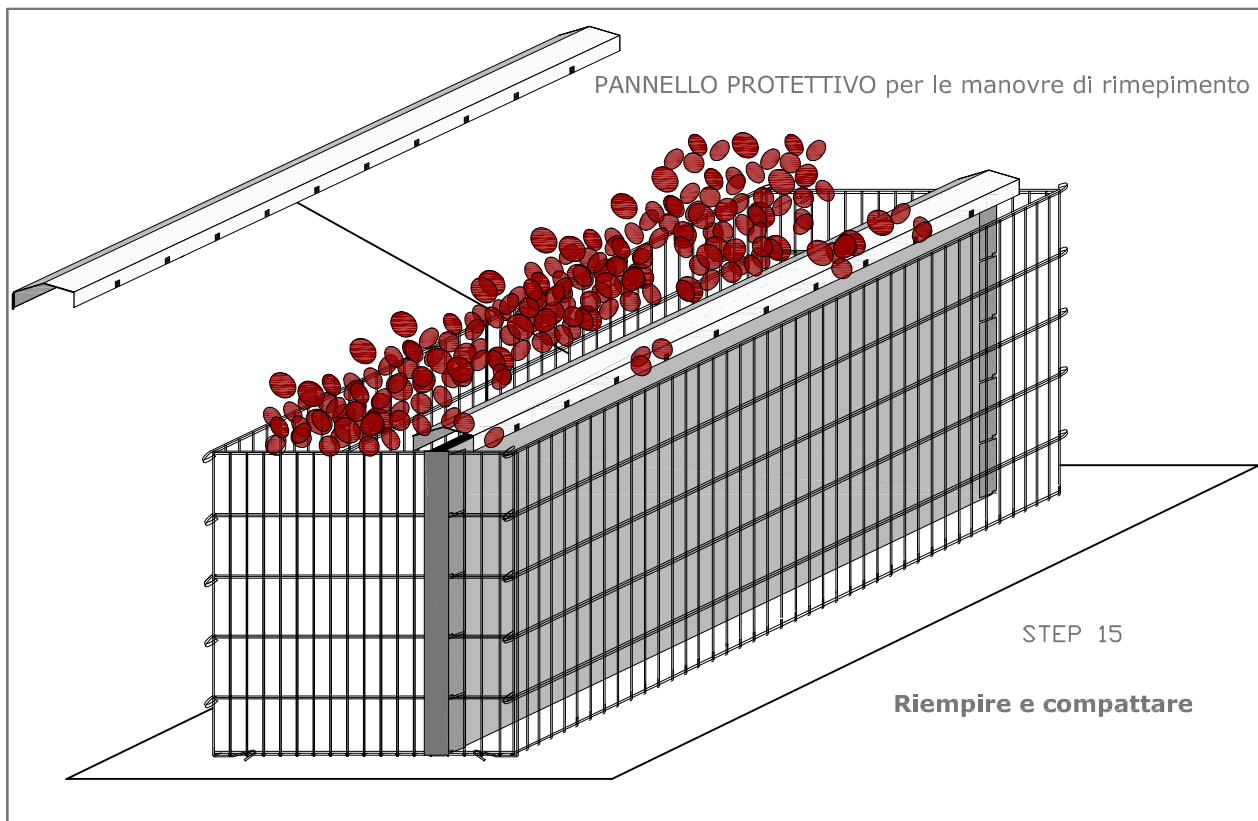 PANNELLO PROTETTIVO per le manovre di rimepimento
STEP 15
Riempire e compattare